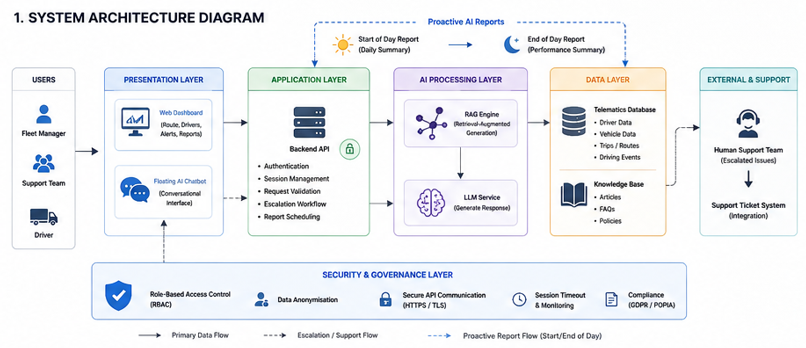 1. SYSTEM ARCHITECTURE DIAGRAM
Proactive AI Reports
Start of Day Report
(Daily Summary)
End of Day Report
(Performance Summary)
USERS
Fleet Manager
Support Team
Driver
PRESENTATION LAYER
Web Dashboard
(Route, Drivers,
Alerts, Reports)
Floating AI Chatbot
(Conversational
Interface)
APPLICATION LAYER
Backend API
• Authentication
• Session Management
• Request Validation
• Escalation Workflow
• Report Scheduling
AI PROCESSING LAYER
RAG Engine
(Retrieval-Augmented
Generation)
LLM Service
(Generate Response)
DATA LAYER
Telematics Database
• Driver Data
• Vehicle Data
• Trips / Routes
• Driving Events
Knowledge Base
• Articles
• FAQs
• Policies
EXTERNAL & SUPPORT
Human Support Team
(Escalated Issues)
Support Ticket System
(Integration)
SECURITY & GOVERNANCE LAYER
Role-Based Access Control
(RBAC)
Data Anonymisation
Secure API Communication
(HTTPS / TLS)
Session Timeout
& Monitoring
Compliance
(GDPR / POPIA)
Primary Data Flow
Escalation / Support Flow
Proactive Report Flow (Start/End of Day)